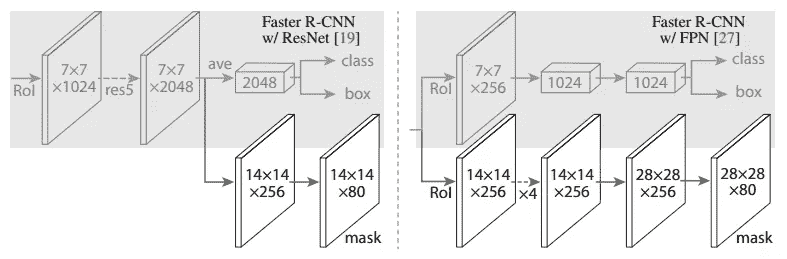 Faster R-CNN
w/ ResNet [19]
RoI
7×7
×1024
res5
7×7
×2048
ave
2048
class
box
14×14
×256
14×14
×80
mask
Faster R-CNN
w/ FPN [27]
RoI
7×7
×256
1024
1024
class
box
RoI
14×14
×256
×4
14×14
×256
28×28
×256
28×28
×80
mask